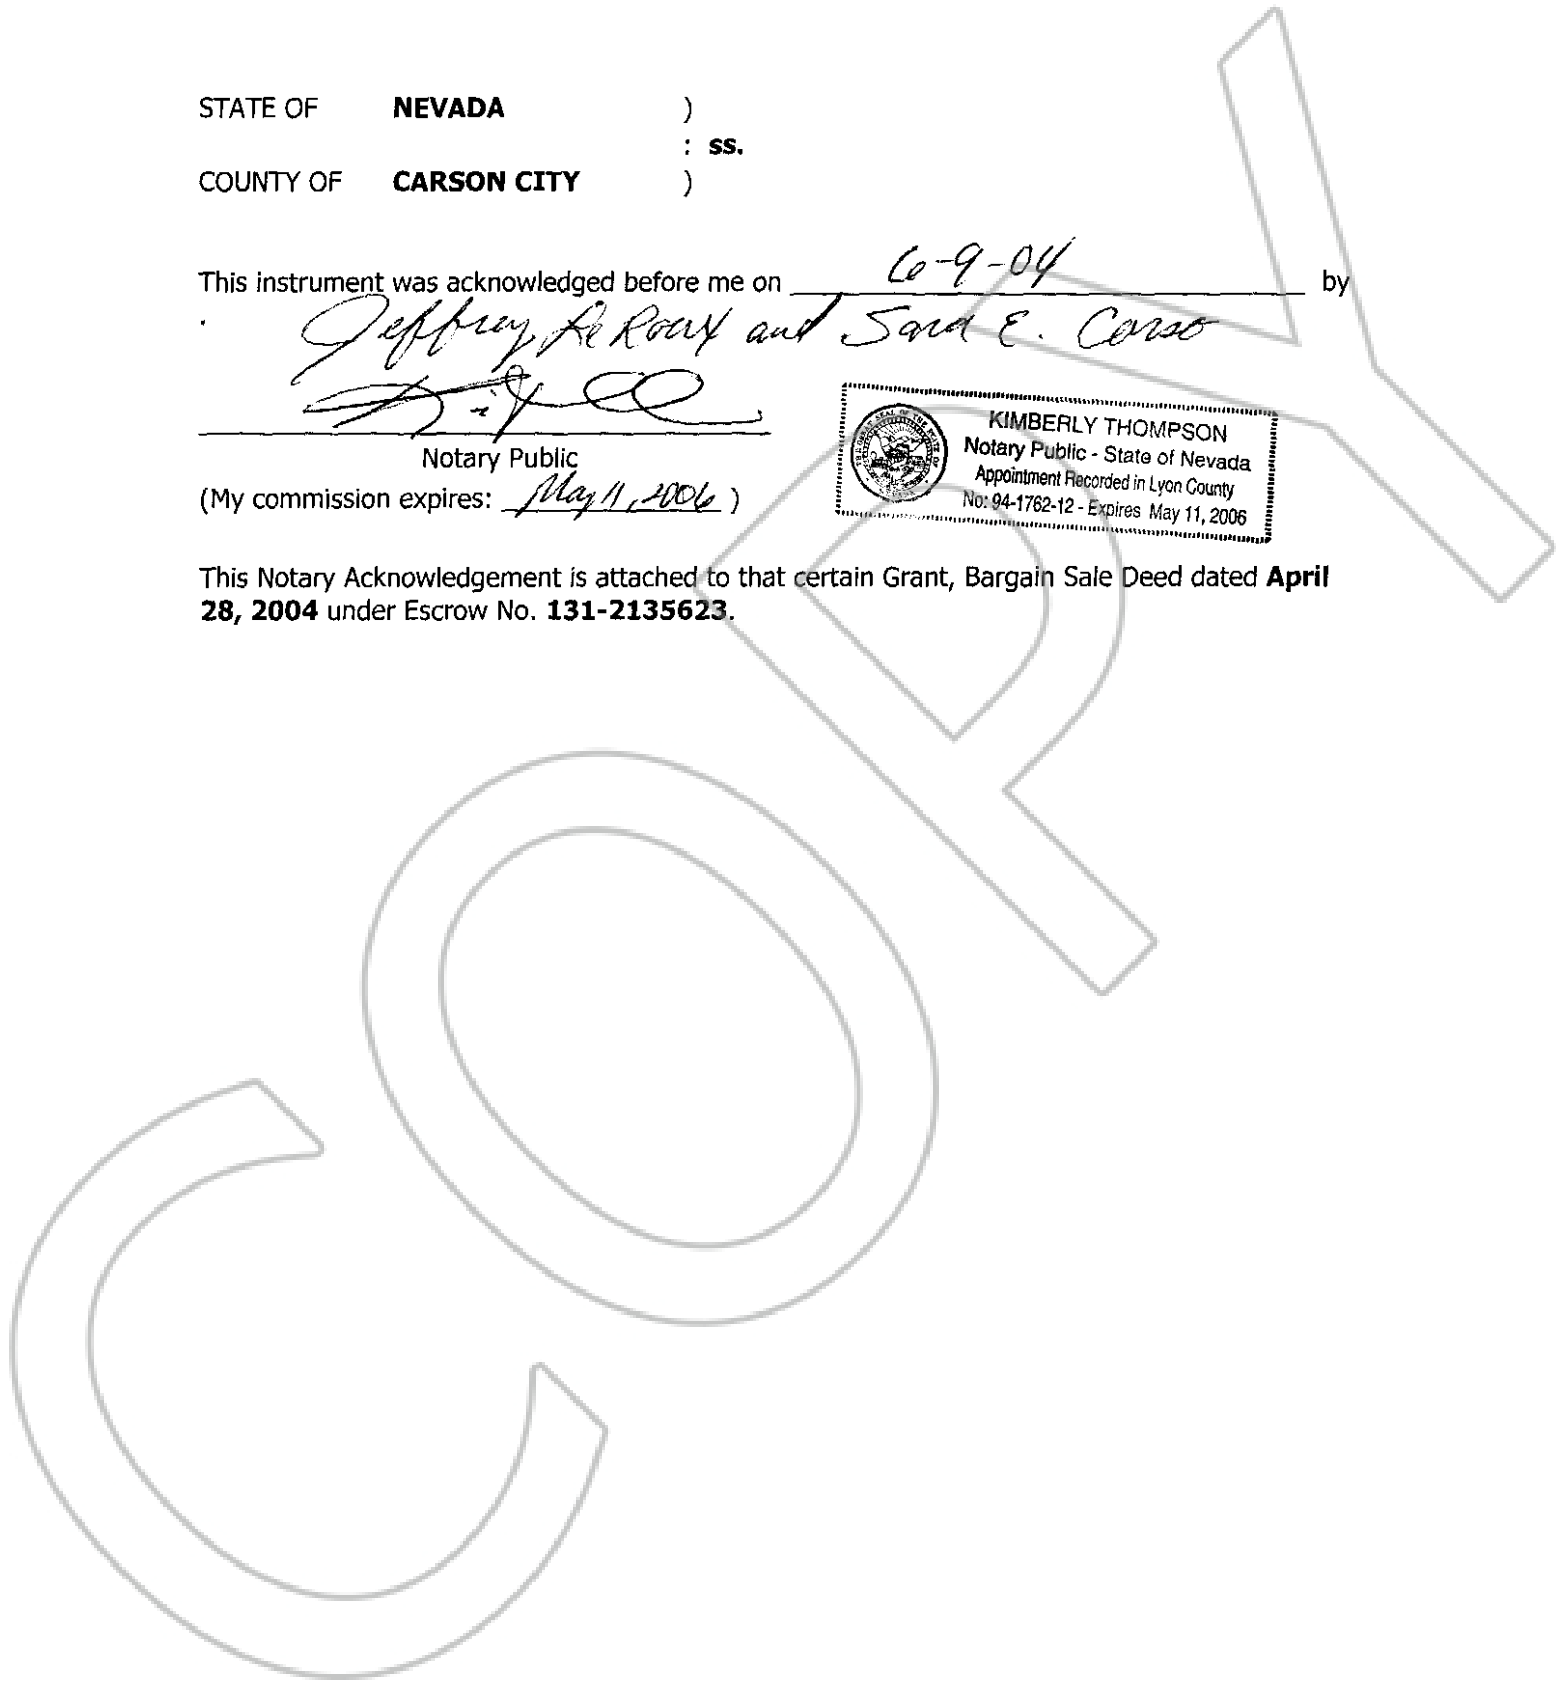 STATE OF NEVADA )
: ss.
COUNTY OF CARSON CITY )
This instrument was acknowledged before me on 6-9-04 by
. Jeffrey LeRoux and Sara E. Corso
Notary Public
(My commission expires: May 11, 2006 )
KIMBERLY THOMPSON
Notary Public - State of Nevada
Appointment Recorded in Lyon County
No: 94-1762-12 - Expires May 11, 2006
This Notary Acknowledgement is attached to that certain Grant, Bargain Sale Deed dated April
28, 2004 under Escrow No. 131-2135623.
COPY